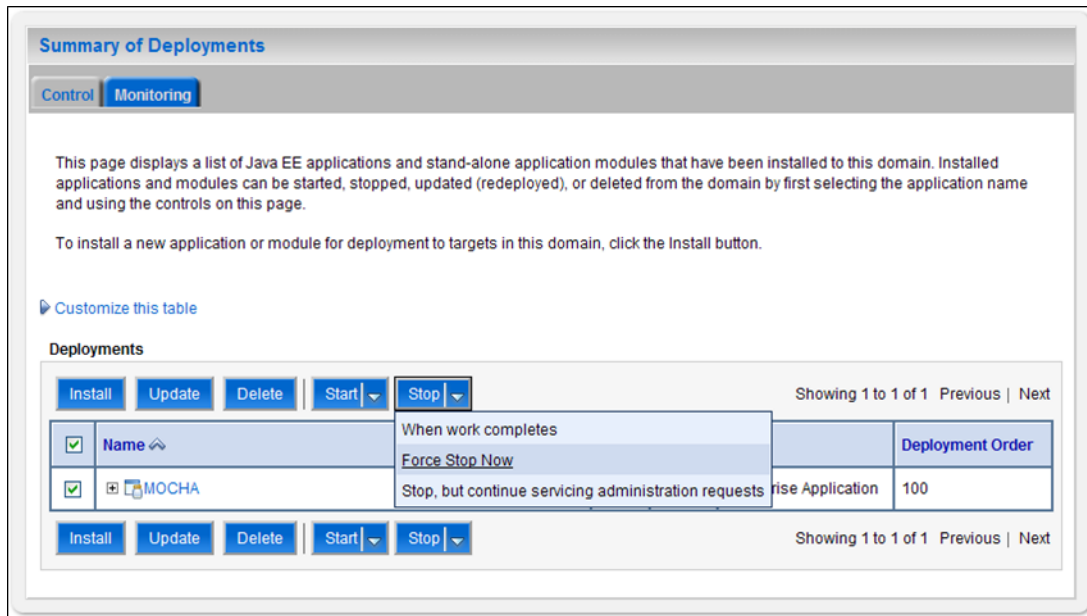 Summary of Deployments
Control Monitoring
This page displays a list of Java EE applications and stand-alone application modules that have been installed to this domain. Installed
applications and modules can be started, stopped, updated (redeployed), or deleted from the domain by first selecting the application name
and using the controls on this page.
To install a new application or module for deployment to targets in this domain, click the Install button.
Customize this table
Deployments
Install Update Delete Start Stop Showing 1 to 1 of 1 Previous | Next
Name Deployment Order
When work completes
Force Stop Now
Stop, but continue servicing administration requests
MOCHA rise Application 100
Install Update Delete Start Stop Showing 1 to 1 of 1 Previous | Next